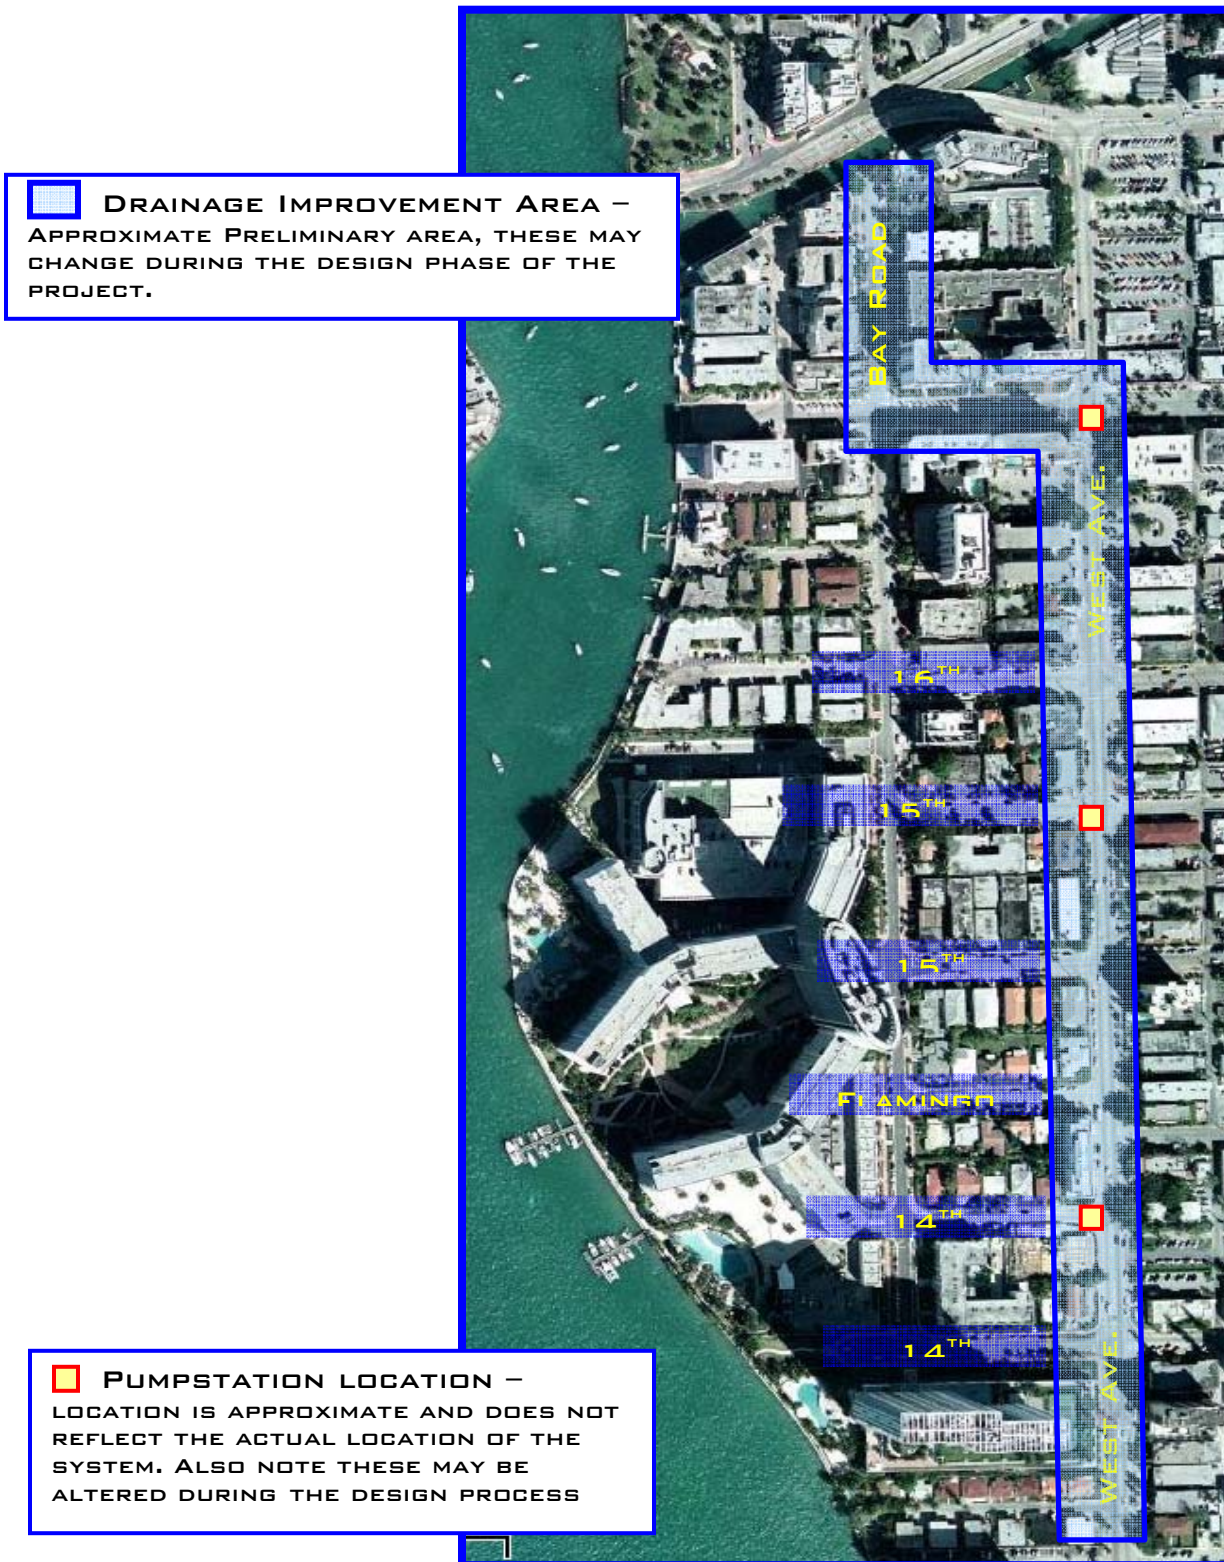 DRAINAGE IMPROVEMENT AREA –
APPROXIMATE PRELIMINARY AREA, THESE MAY
CHANGE DURING THE DESIGN PHASE OF THE
PROJECT.
BAY ROAD
WEST AVE.
16TH
15TH
15TH
FLAMINGO
14TH
14TH
WEST AVE.
PUMPSTATION LOCATION –
LOCATION IS APPROXIMATE AND DOES NOT
REFLECT THE ACTUAL LOCATION OF THE
SYSTEM. ALSO NOTE THESE MAY BE
ALTERED DURING THE DESIGN PROCESS